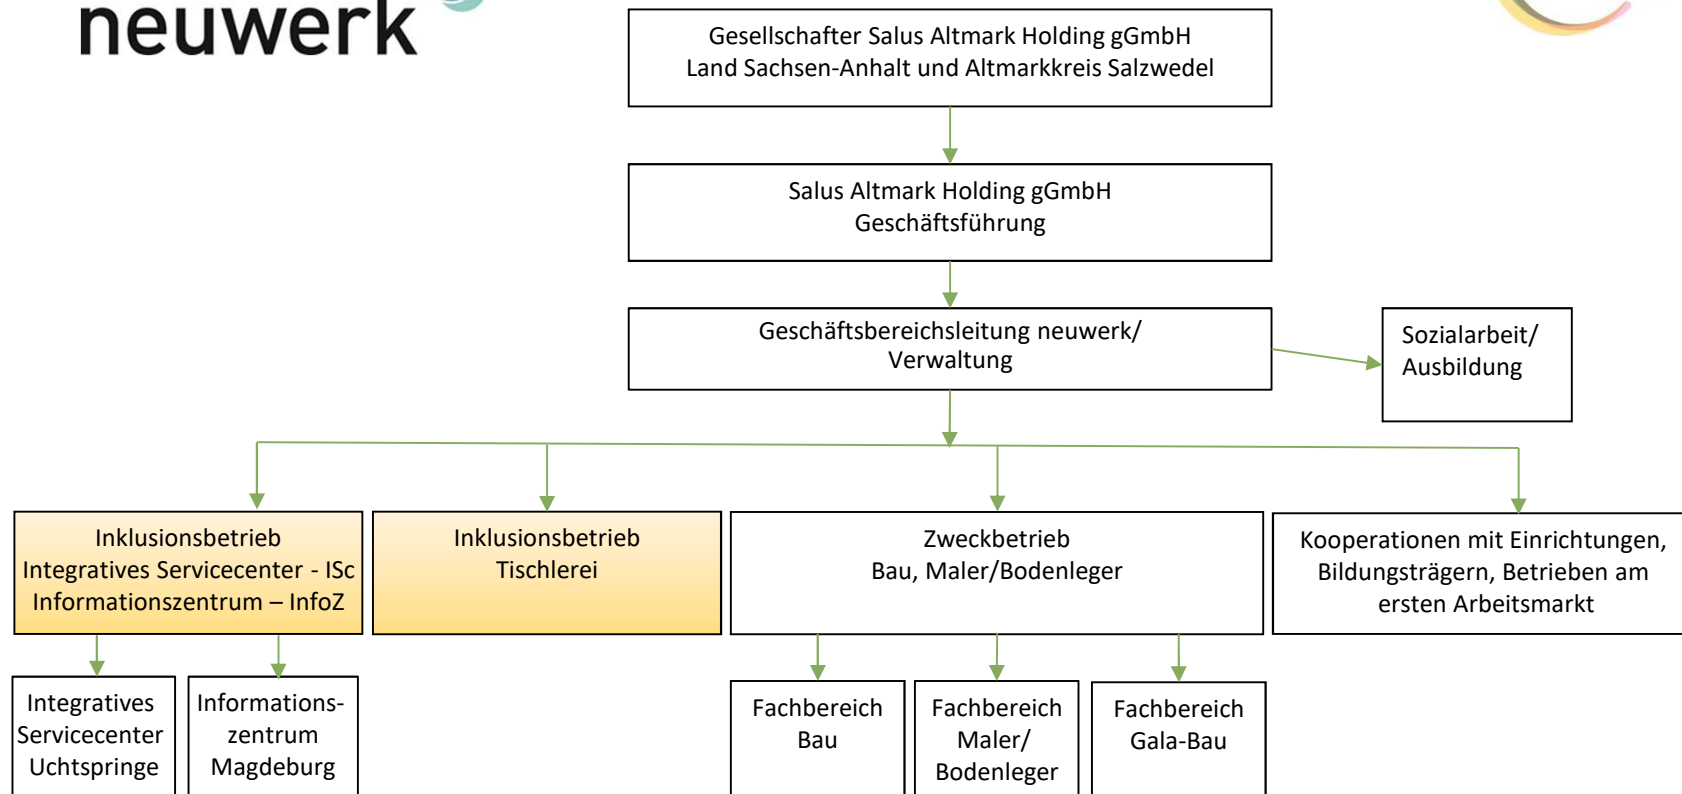 neuwerk
Gesellschafter Salus Altmark Holding gGmbH
Land Sachsen-Anhalt und Altmarkkreis Salzwedel
Salus Altmark Holding gGmbH
Geschäftsführung
Geschäftsbereichsleitung neuwerk/
Verwaltung
Sozialarbeit/
Ausbildung
Inklusionsbetrieb
Integratives Servicecenter - ISc
Informationszentrum – InfoZ
Inklusionsbetrieb
Tischlerei
Zweckbetrieb
Bau, Maler/Bodenleger
Kooperationen mit Einrichtungen,
Bildungsträgern, Betrieben am
ersten Arbeitsmarkt
Integratives
Servicecenter
Uchtspringe
Informations-
zentrum
Magdeburg
Fachbereich
Bau
Fachbereich
Maler/
Bodenleger
Fachbereich
Gala-Bau